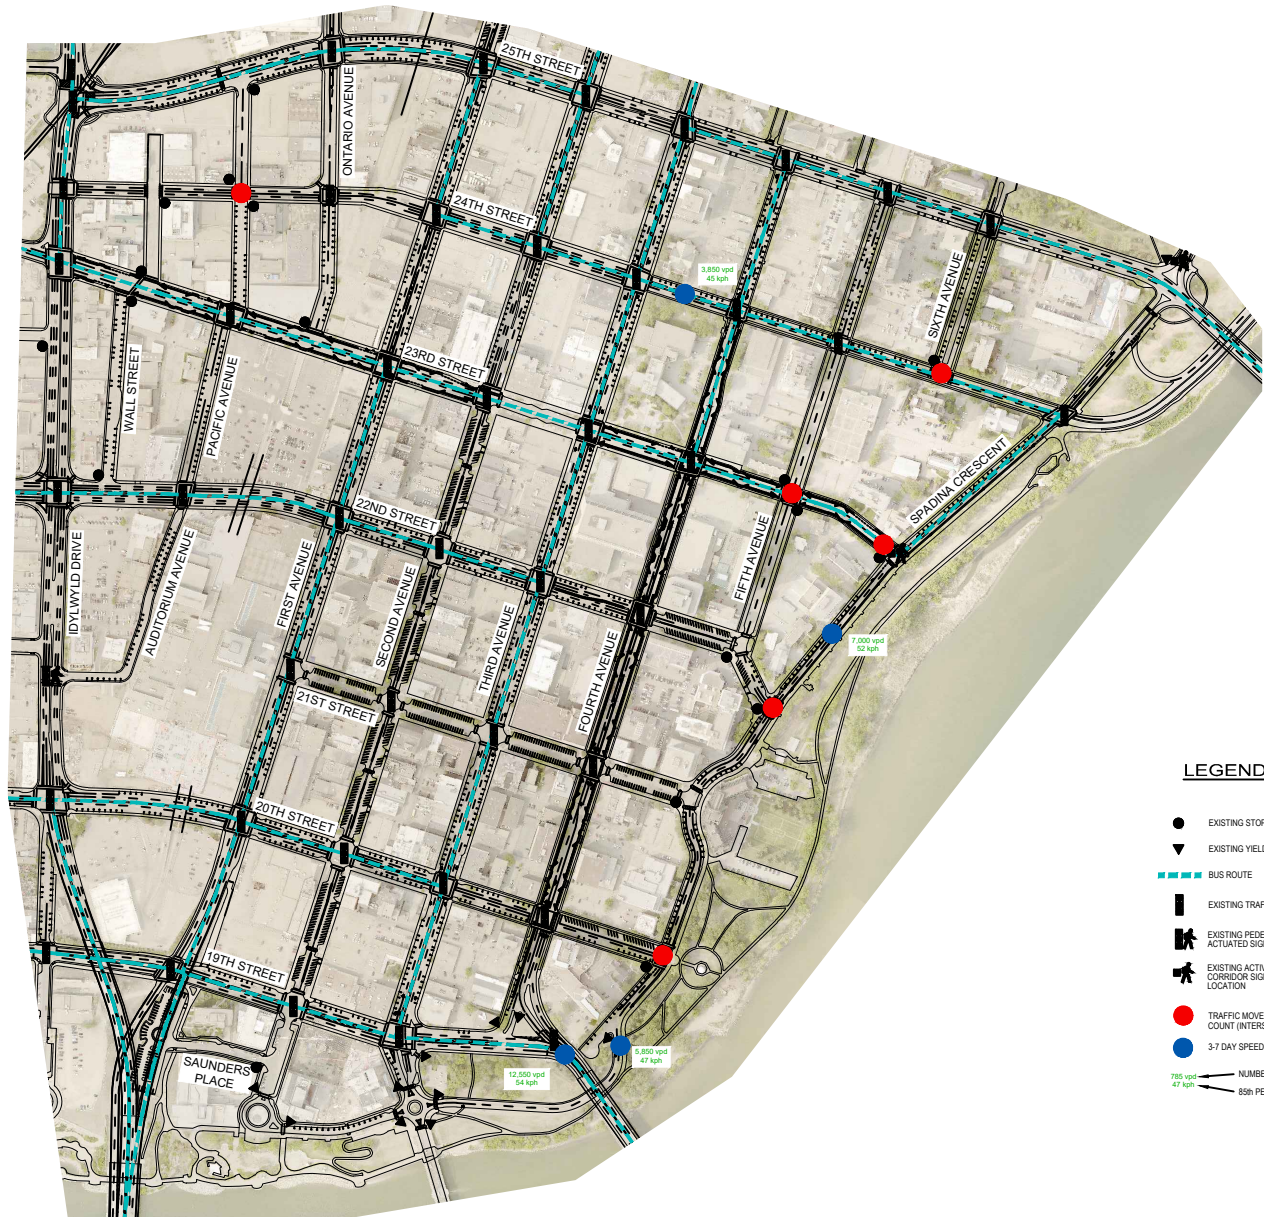 25TH STREET
ONTARIO AVENUE
24TH STREET
3,850 vpd
45 kph
SIXTH AVENUE
23RD STREET
WALL STREET
PACIFIC AVENUE
SPADINA CRESCENT
22ND STREET
FIFTH AVENUE
IDYLWYLD DRIVE
AUDITORIUM AVENUE
FIRST AVENUE
SECOND AVENUE
THIRD AVENUE
FOURTH AVENUE
7,000 vpd
52 kph
21ST STREET
20TH STREET
19TH STREET
SAUNDERS
PLACE
12,550 vpd
54 kph
5,850 vpd
47 kph
LEGEND
EXISTING STOP
EXISTING YIELD
BUS ROUTE
EXISTING TRAF
EXISTING PEDE
ACTUATED SIG
EXISTING ACTIV
CORRIDOR SIG
LOCATION
TRAFFIC MOVE
COUNT (INTERS
3-7 DAY SPEED
785 vpd
47 kph
NUMBE
85th PE